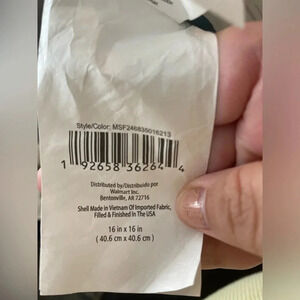 Style/Color: MSF246835016213
1 92658 36264 4
Distributed by/Distribuido por
Walmart Inc.
Bentonville, AR 72716
Shell Made in Vietnam Of Imported Fabric,
Filled & Finished In The USA
16 in x 16 in
( 40.6 cm x 40.6 cm )